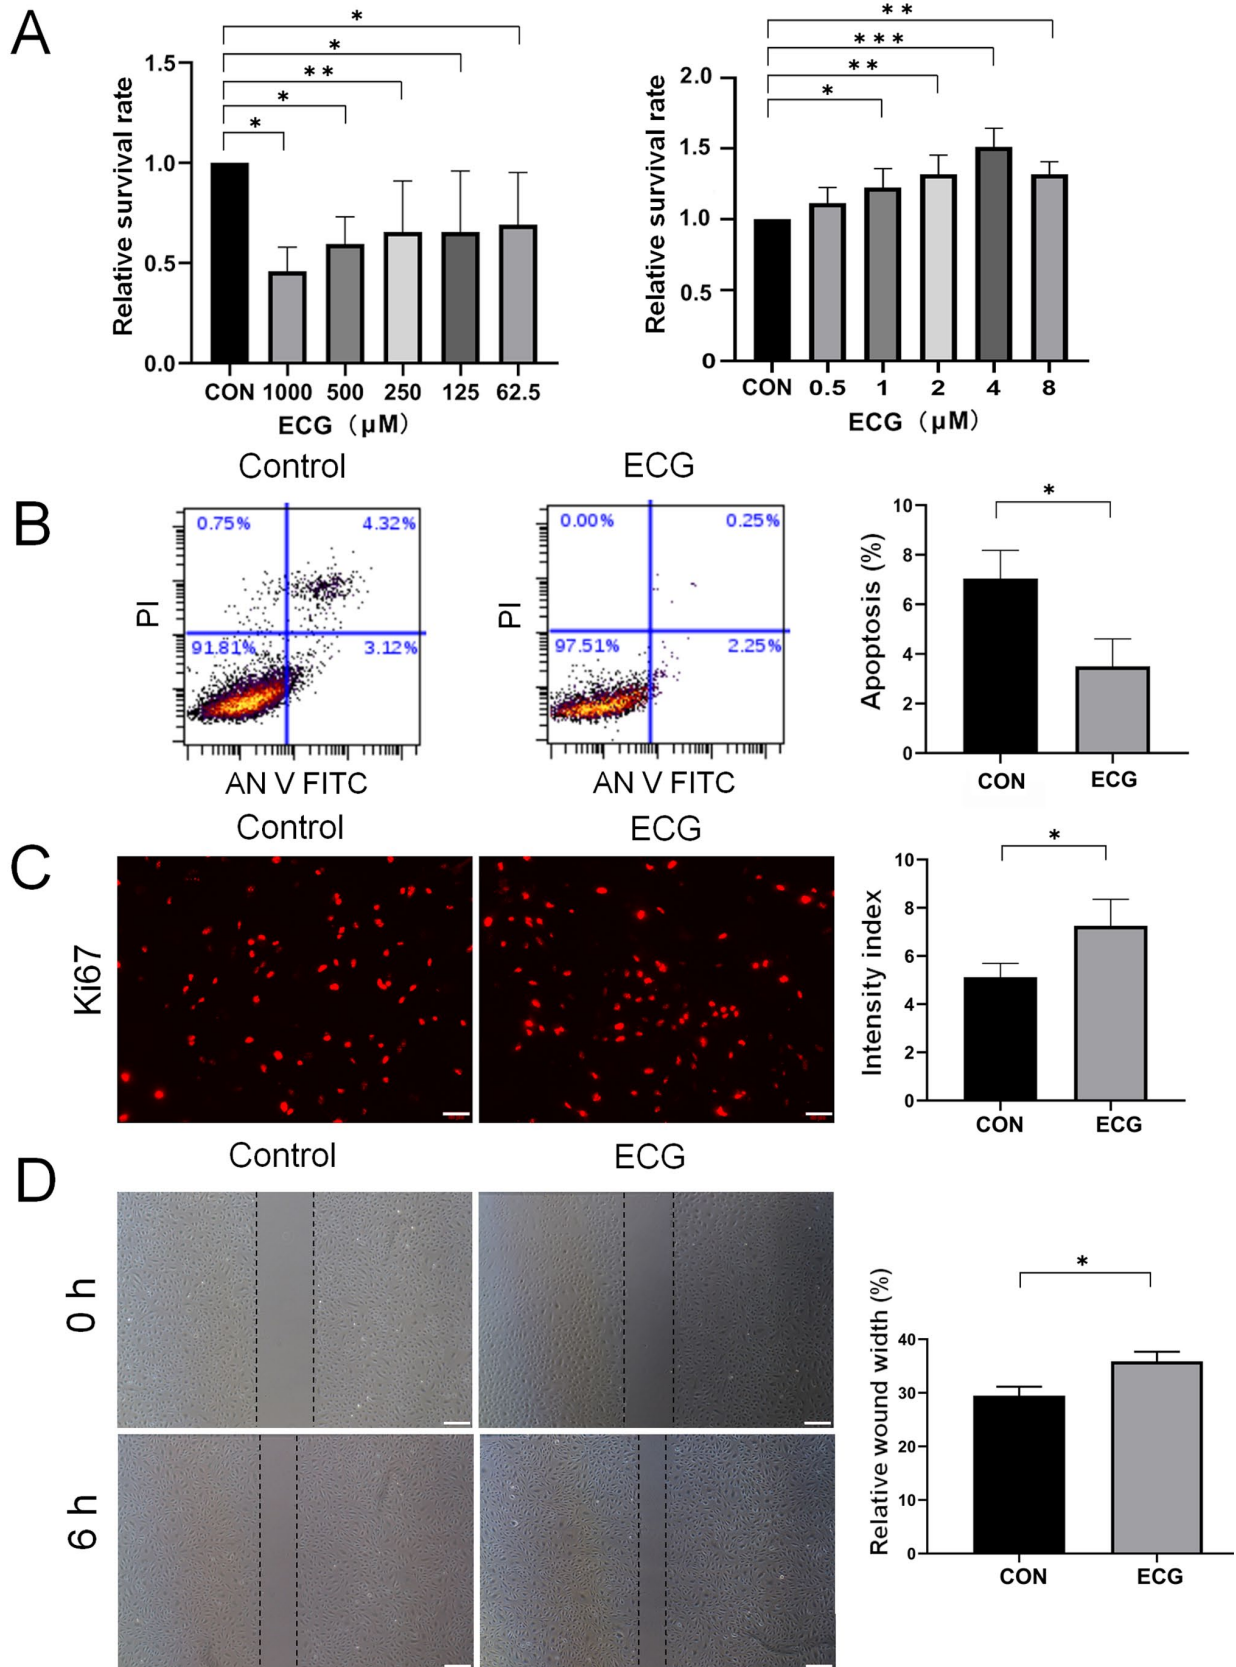 A
Relative survival rate
1.5
1.0
0.5
0.0
*
*
**
*
*
CON 1000 500 250 125 62.5
ECG (μM)
Relative survival rate
2.0
1.5
1.0
0.5
0
**
***
**
*
CON 0.5 1 2 4 8
ECG (μM)
B
Control
ECG
PI
0.75% 4.32%
91.81% 3.12%
AN V FITC
PI
0.00% 0.25%
97.51% 2.25%
AN V FITC
Apoptosis (%)
10
8
6
4
2
0
*
CON ECG
C
Control
ECG
Ki67
Intensity index
10
8
6
4
2
0
*
CON ECG
D
Control
ECG
0 h
6 h
Relative wound width (%)
40
30
20
10
0
*
CON ECG